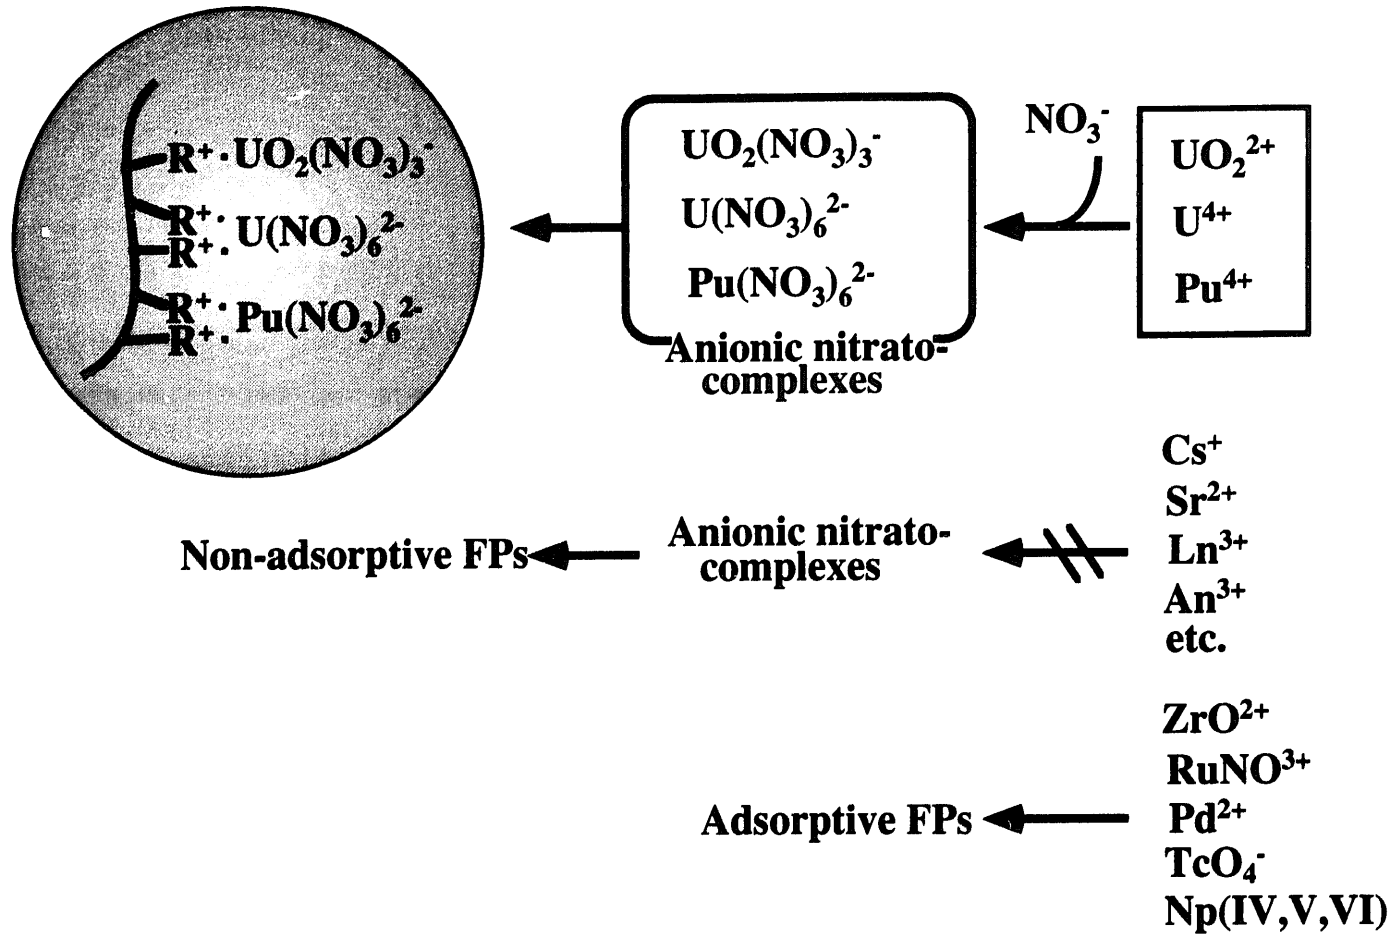 R⁺·UO₂(NO₃)₃⁻
R⁺·
R⁺·
U(NO₃)₆²⁻
R⁺·
R⁺·
Pu(NO₃)₆²⁻
UO₂(NO₃)₃⁻
U(NO₃)₆²⁻
Pu(NO₃)₆²⁻
Anionic nitrato-
complexes
NO₃⁻
UO₂²⁺
U⁴⁺
Pu⁴⁺
Non-adsorptive FPs
Anionic nitrato-
complexes
Cs⁺
Sr²⁺
Ln³⁺
An³⁺
etc.
Adsorptive FPs
ZrO²⁺
RuNO³⁺
Pd²⁺
TcO₄⁻
Np(IV,V,VI)